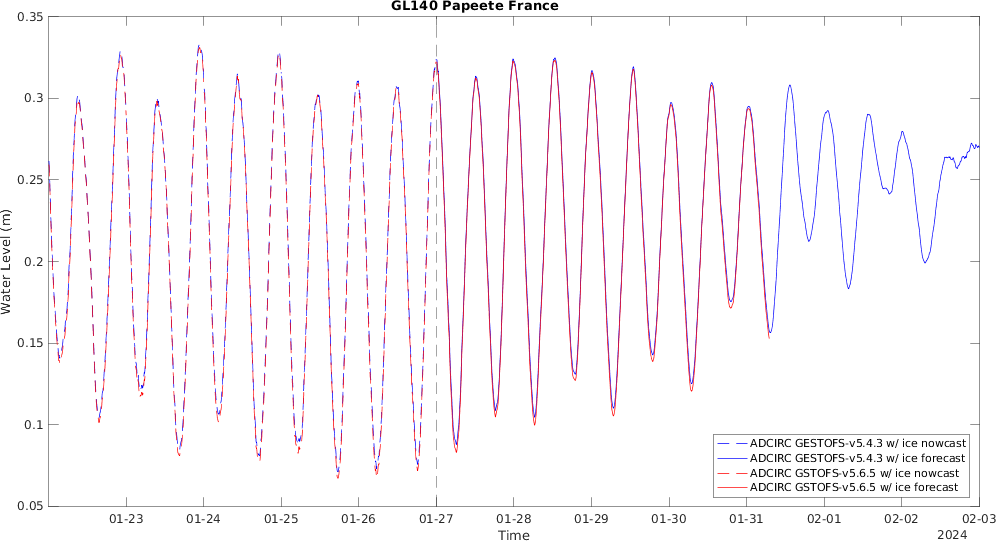 GL140 Papeete France
0.35
0.3
0.25
0.2
0.15
0.1
0.05
Water Level (m)
ADCIRC GESTOFS-v5.4.3 w/ ice nowcast
ADCIRC GESTOFS-v5.4.3 w/ ice forecast
ADCIRC GSTOFS-v5.6.5 w/ ice nowcast
ADCIRC GSTOFS-v5.6.5 w/ ice forecast
01-23 01-24 01-25 01-26 01-27 01-28 01-29 01-30 01-31 02-01 02-02 02-03
Time
2024